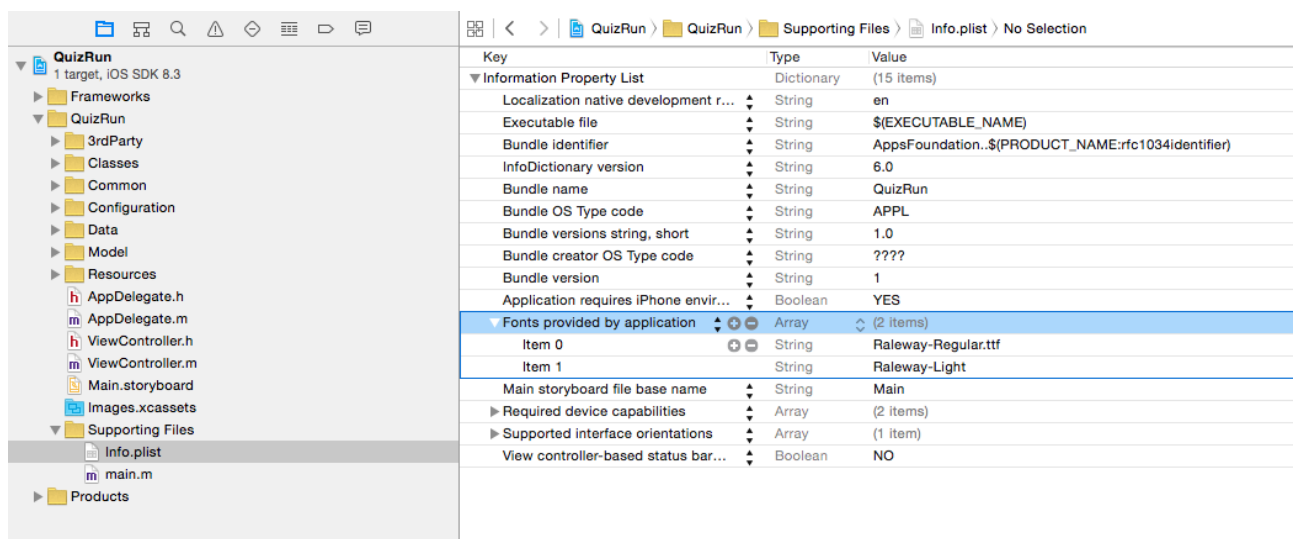 QuizRun
1 target, iOS SDK 8.3
Frameworks
QuizRun
3rdParty
Classes
Common
Configuration
Data
Model
Resources
h AppDelegate.h
m AppDelegate.m
h ViewController.h
m ViewController.m
Main.storyboard
Images.xcassets
Supporting Files
Info.plist
m main.m
Products
QuizRun QuizRun Supporting Files Info.plist No Selection
Key Type Value
Information Property List Dictionary (15 items)
Localization native development r... String en
Executable file String $(EXECUTABLE_NAME)
Bundle identifier String AppsFoundation..$(PRODUCT_NAME:rfc1034identifier)
InfoDictionary version String 6.0
Bundle name String QuizRun
Bundle OS Type code String APPL
Bundle versions string, short String 1.0
Bundle creator OS Type code String ????
Bundle version String 1
Application requires iPhone envir... Boolean YES
Fonts provided by application Array (2 items)
Item 0 String Raleway-Regular.ttf
Item 1 String Raleway-Light
Main storyboard file base name String Main
Required device capabilities Array (2 items)
Supported interface orientations Array (1 item)
View controller-based status bar... Boolean NO